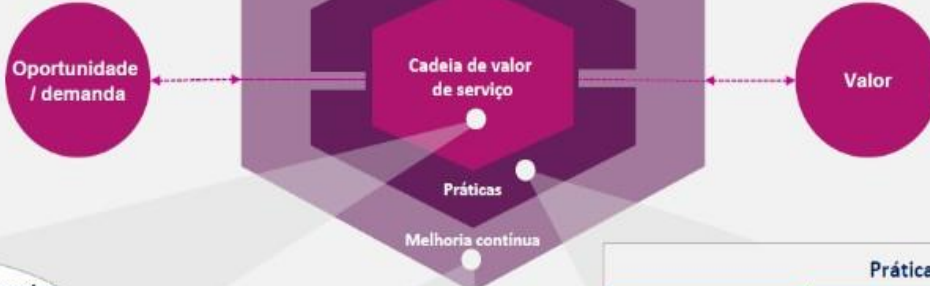 Oportunidade
/ demanda
Cadeia de valor
de serviço
Valor
Práticas
Melhoria contínua